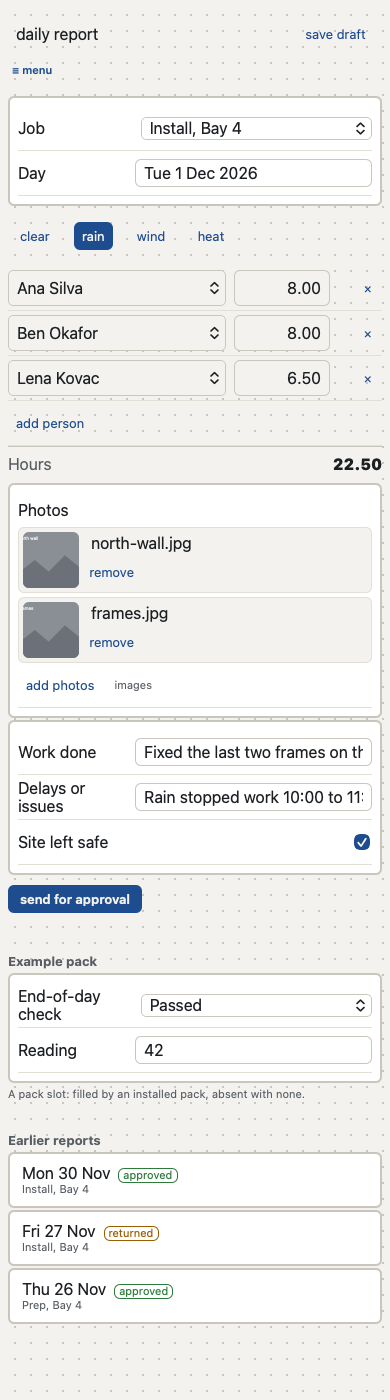 daily report
save draft
≡ menu
Job
Install, Bay 4
Day
Tue 1 Dec 2026
clear
rain
wind
heat
Ana Silva
8.00
×
Ben Okafor
8.00
×
Lena Kovac
6.50
×
add person
Hours
22.50
Photos
north-wall.jpg
remove
frames.jpg
remove
add photos
images
Work done
Fixed the last two frames on th
Delays or
issues
Rain stopped work 10:00 to 11:
Site left safe
send for approval
Example pack
End-of-day
check
Passed
Reading
42
A pack slot: filled by an installed pack, absent with none.
Earlier reports
Mon 30 Nov
approved
Install, Bay 4
Fri 27 Nov
returned
Install, Bay 4
Thu 26 Nov
approved
Prep, Bay 4